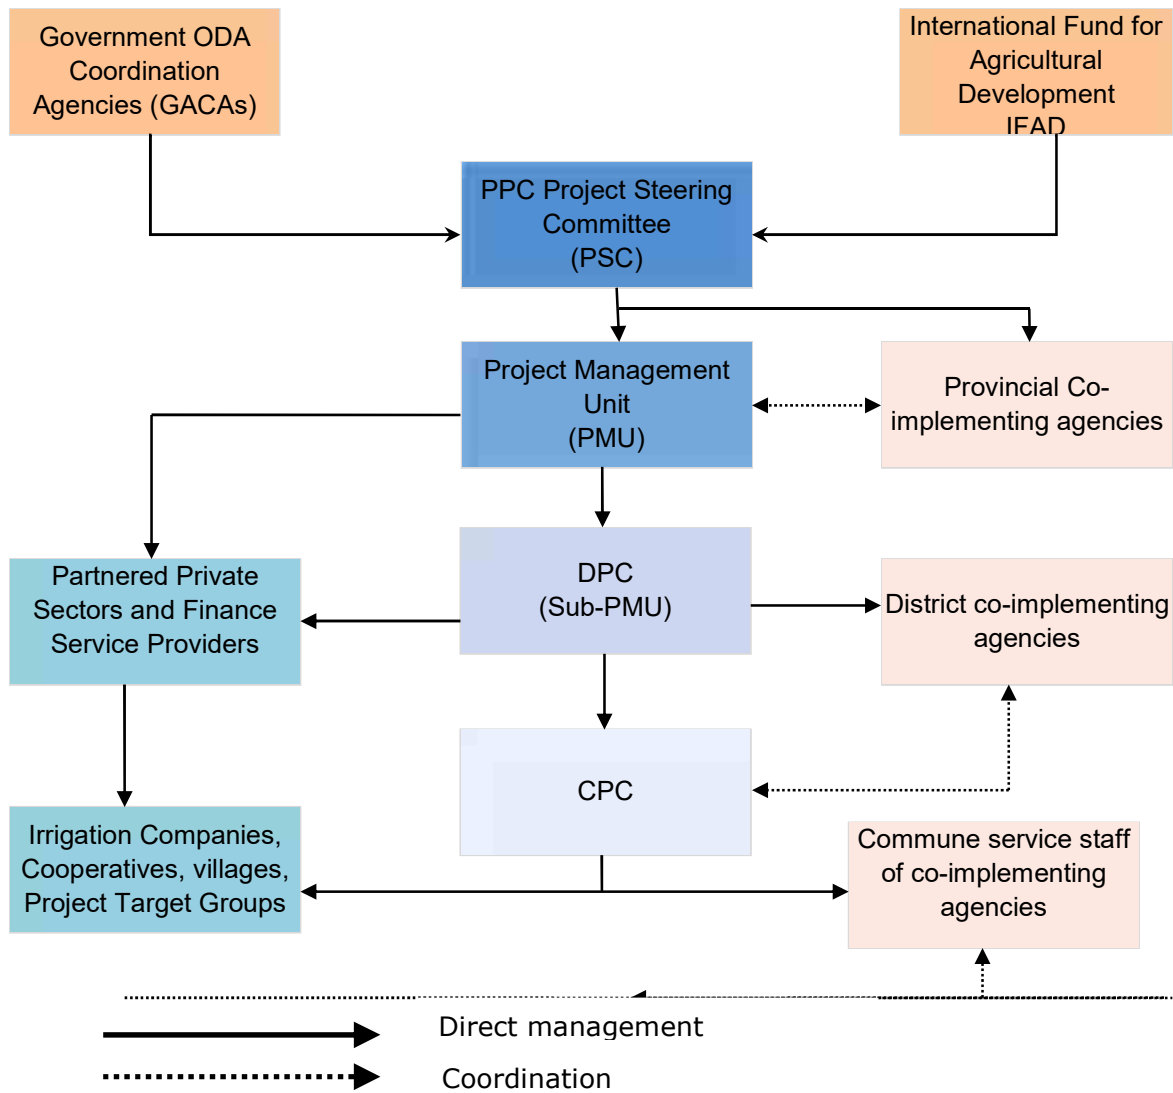 Government ODA
Coordination
Agencies (GACAs)
International Fund for
Agricultural
Development
IFAD
PPC Project Steering
Committee
(PSC)
Project Management
Unit
(PMU)
Provincial Co-
implementing agencies
Partnered Private
Sectors and Finance
Service Providers
DPC
(Sub-PMU)
District co-implementing
agencies
CPC
Irrigation Companies,
Cooperatives, villages,
Project Target Groups
Commune service staff
of co-implementing
agencies
Direct management
Coordination